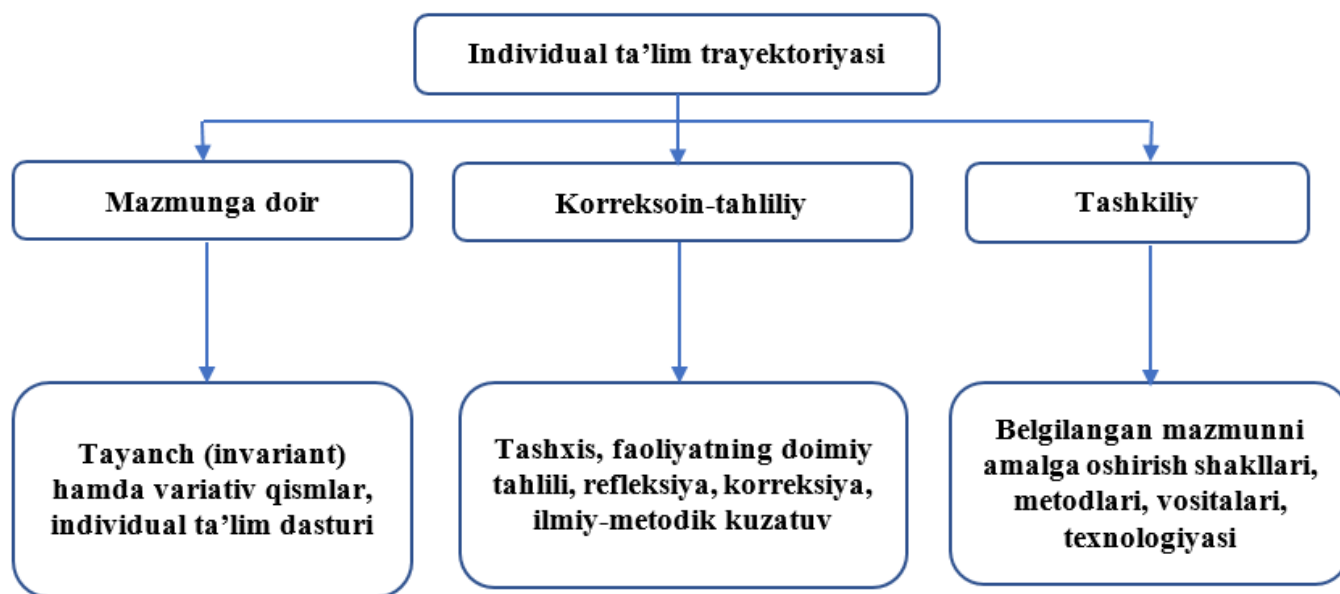 Individual ta’lim trayektoriyasi
Mazmunga doir
Korreksoin-tahliliy
Tashkiliy
Tayanch (invariant)
hamda variativ qismlar,
individual ta’lim dasturi
Tashxis, faoliyatning doimiy
tahlili, refleksiya, korreksiya,
ilmiy-metodik kuzatuv
Belgilangan mazmunni
amalga oshirish shakllari,
metodlari, vositalari,
texnologiyasi